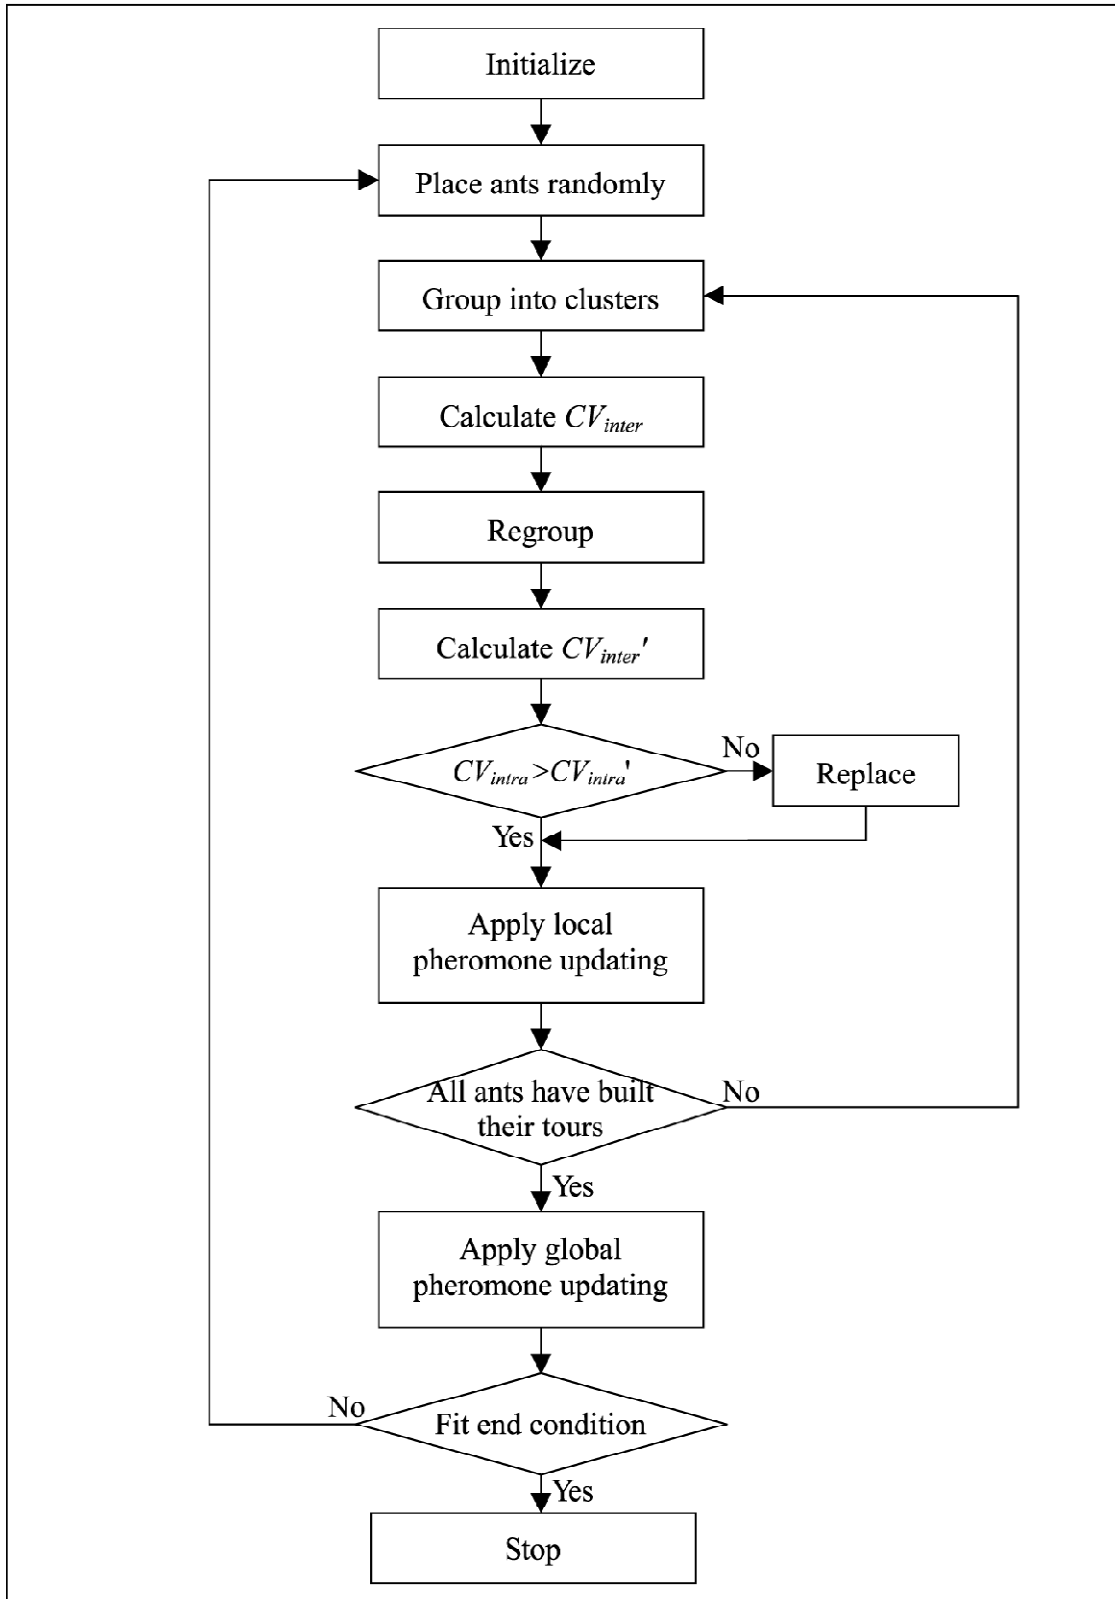 Initialize
Place ants randomly
Group into clusters
Calculate CVinter
Regroup
Calculate CVinter'
CVintra>CVintra'
No
Replace
Yes
Apply local
pheromone updating
All ants have built
their tours
No
Yes
Apply global
pheromone updating
No
Fit end condition
Yes
Stop